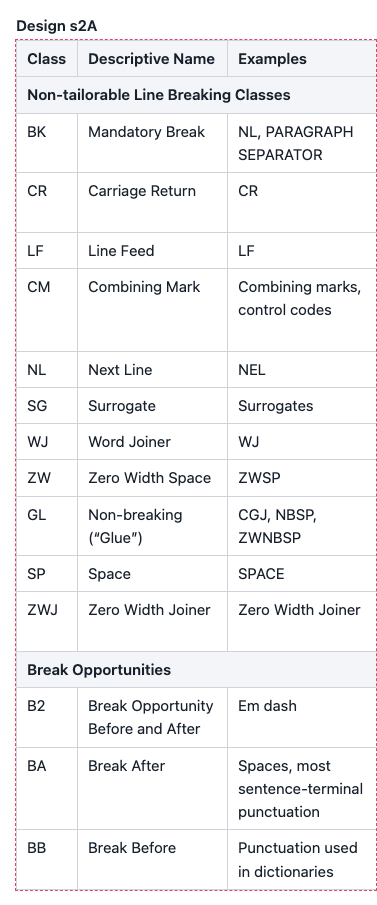 Design s2A
Class Descriptive Name Examples
Non-tailorable Line Breaking Classes
BK Mandatory Break NL, PARAGRAPH
SEPARATOR
CR Carriage Return CR
LF Line Feed LF
CM Combining Mark Combining marks,
control codes
NL Next Line NEL
SG Surrogate Surrogates
WJ Word Joiner WJ
ZW Zero Width Space ZWSP
GL Non-breaking CGJ, NBSP,
(“Glue”) ZWNBSP
SP Space SPACE
ZWJ Zero Width Joiner Zero Width Joiner
Break Opportunities
B2 Break Opportunity Em dash
Before and After
BA Break After Spaces, most
sentence-terminal
punctuation
BB Break Before Punctuation used
in dictionaries